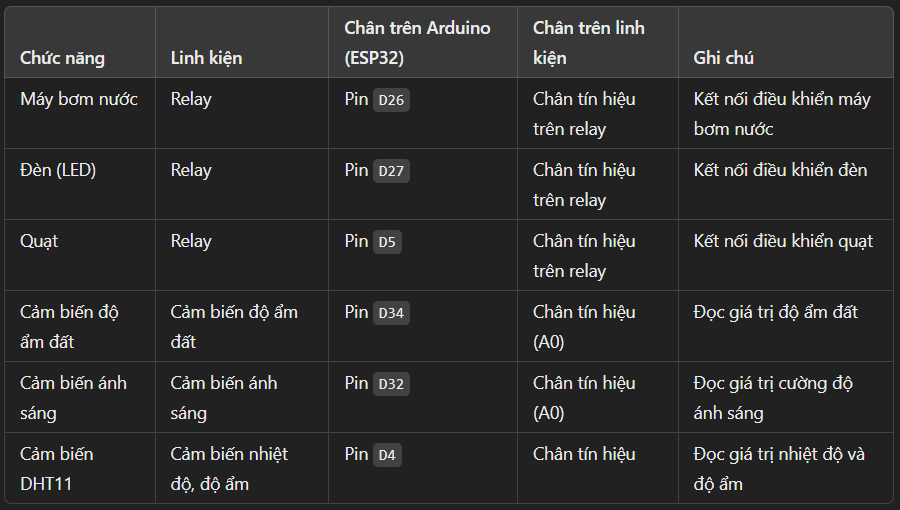 Chức năng
Linh kiện
Chân trên Arduino
(ESP32)
Chân trên linh
kiện
Ghi chú
Máy bơm nước
Relay
Pin D26
Chân tín hiệu
trên relay
Kết nối điều khiển máy
bơm nước
Đèn (LED)
Relay
Pin D27
Chân tín hiệu
trên relay
Kết nối điều khiển đèn
Quạt
Relay
Pin D5
Chân tín hiệu
trên relay
Kết nối điều khiển quạt
Cảm biến độ
ẩm đất
Cảm biến độ ẩm
đất
Pin D34
Chân tín hiệu
(A0)
Đọc giá trị độ ẩm đất
Cảm biến ánh
sáng
Cảm biến ánh
sáng
Pin D32
Chân tín hiệu
(A0)
Đọc giá trị cường độ
ánh sáng
Cảm biến
DHT11
Cảm biến nhiệt
độ, độ ẩm
Pin D4
Chân tín hiệu
Đọc giá trị nhiệt độ và
độ ẩm